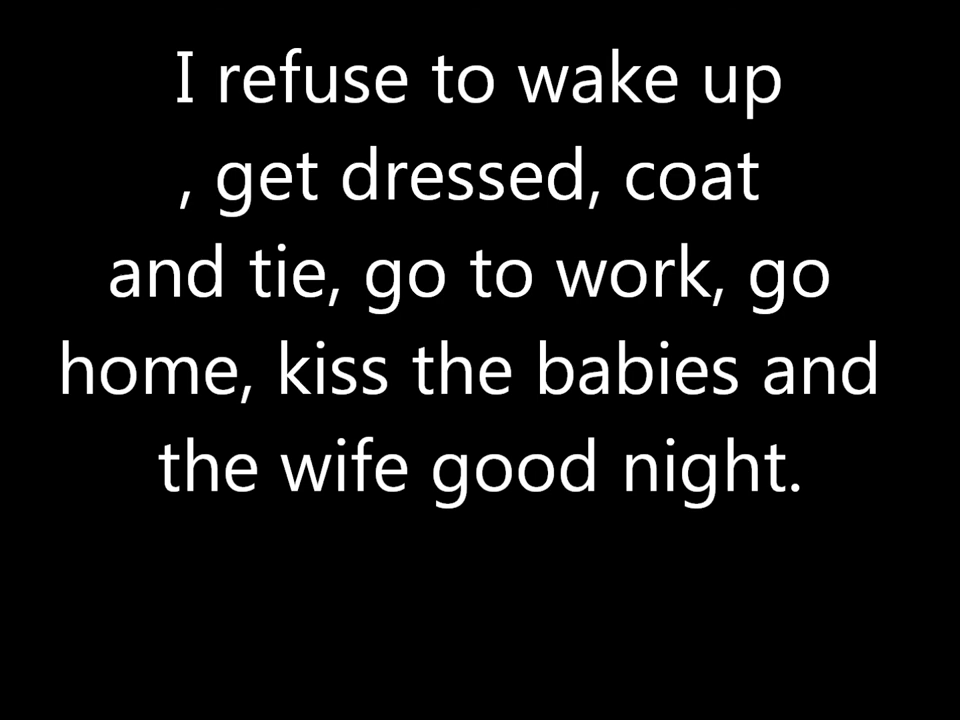 I refuse to wake up
, get dressed, coat
and tie, go to work, go
home, kiss the babies and
the wife good night.